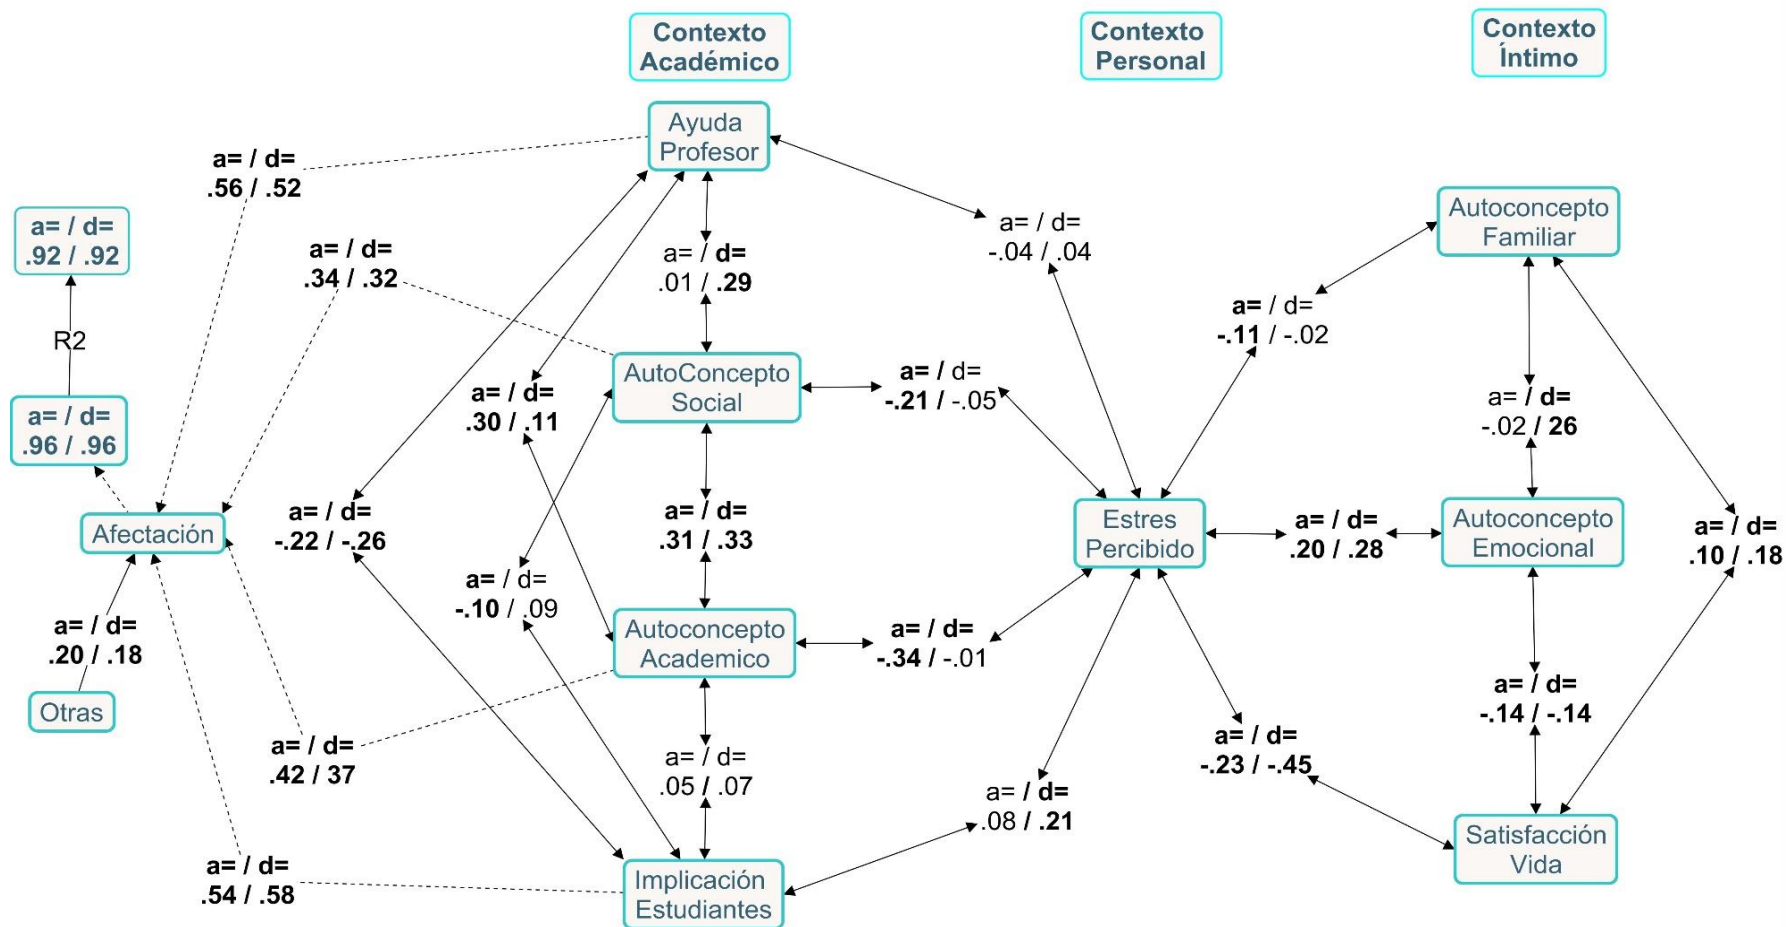 Contexto
Académico
Contexto
Personal
Contexto
Íntimo
Ayuda
Profesor
a= / d=
.56 / .52
a= / d=
.92 / .92
a= / d=
.34 / .32
a= / d=
.01 / .29
a= / d=
-.04 / .04
Autoconcepto
Familiar
a= / d=
-.11 / -.02
R2
a= / d=
.96 / .96
AutoConcepto
Social
a= / d=
.30 / .11
a= / d=
-.21 / -.05
a= / d=
-.02 / 26
Afectación
a= / d=
-.22 / -.26
a= / d=
.31 / .33
Estres
Percibido
a= / d=
.20 / .28
Autoconcepto
Emocional
a= / d=
.10 / .18
a= / d=
-.10 / .09
a= / d=
.20 / .18
Autoconcepto
Academico
a= / d=
-.34 / -.01
Otras
a= / d=
.42 / 37
a= / d=
.05 / .07
a= / d=
-.23 / -.45
a= / d=
-.14 / -.14
a= / d=
.08 / .21
a= / d=
.54 / .58
Implicación
Estudiantes
Satisfacción
Vida